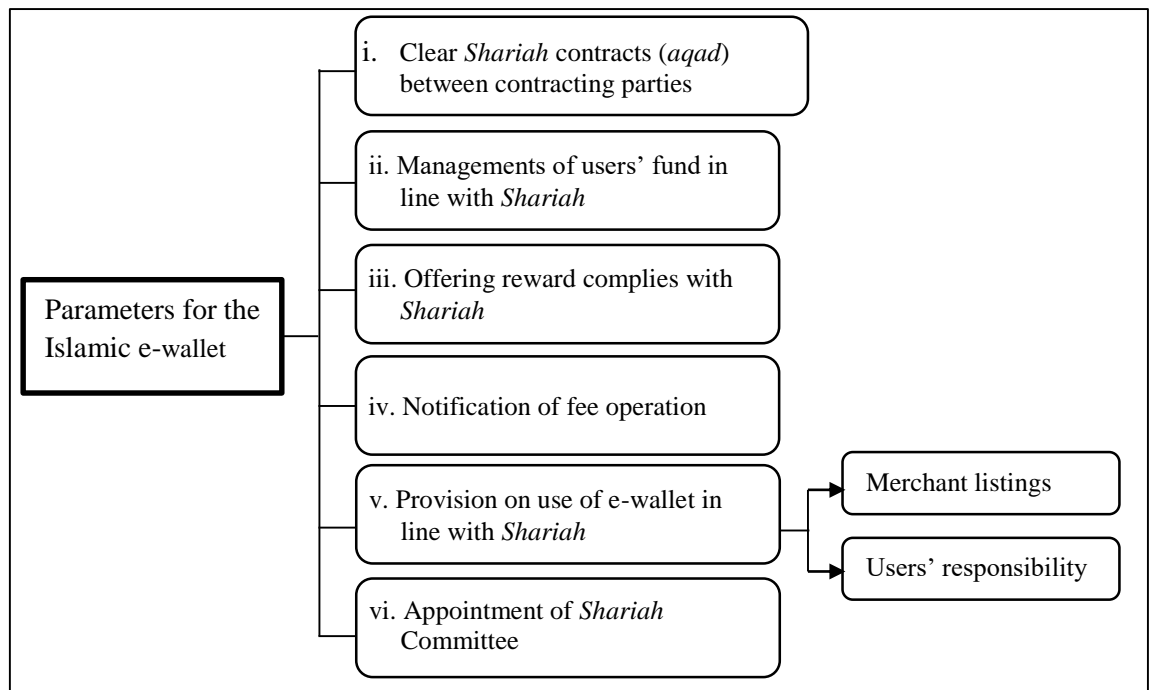 i. Clear Shariah contracts (aqad)
between contracting parties
ii. Managements of users’ fund in
line with Shariah
iii. Offering reward complies with
Shariah
Parameters for the
Islamic e-wallet
iv. Notification of fee operation
v. Provision on use of e-wallet in
line with Shariah
Merchant listings
Users’ responsibility
vi. Appointment of Shariah
Committee